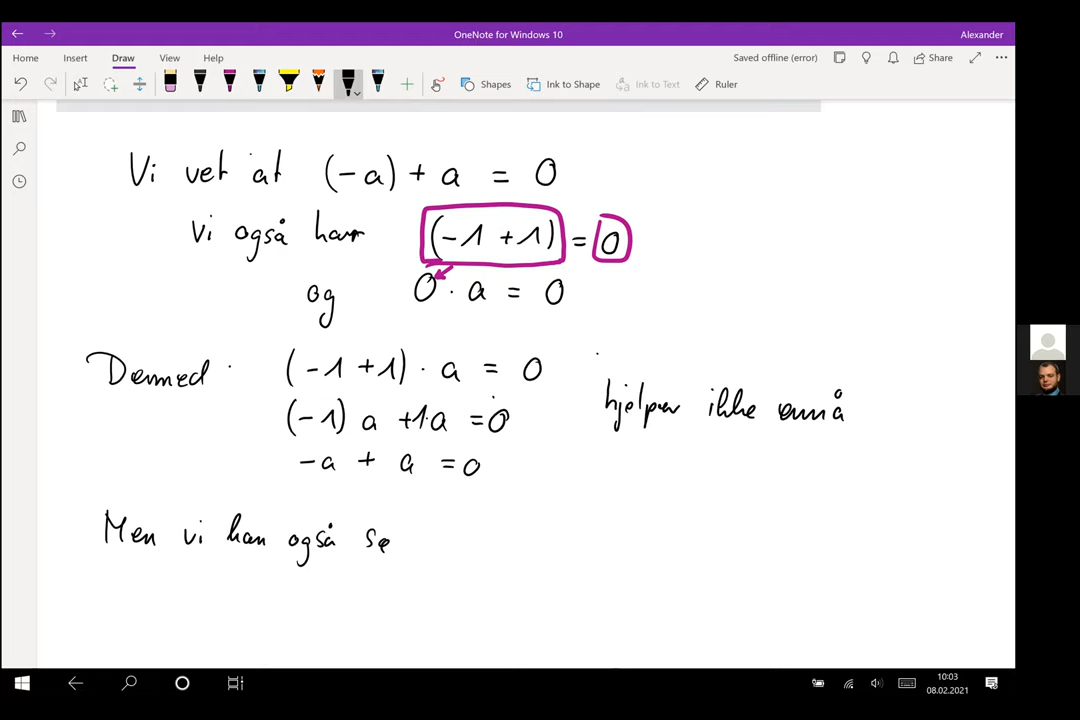 OneNote for Windows 10
Alexander
Home Insert Draw View Help
Saved offline (error)
Share
Shapes Ink to Shape Ink to Text Ruler
Vi vet at (-a) + a = 0
vi også har (-1 + 1) = 0
og 0 · a = 0
Dermed: (-1 + 1) · a = 0
(-1) a + 1·a = 0
hjelper ikke ennå
-a + a = 0
Men vi kan også se
10:03
08.02.2021